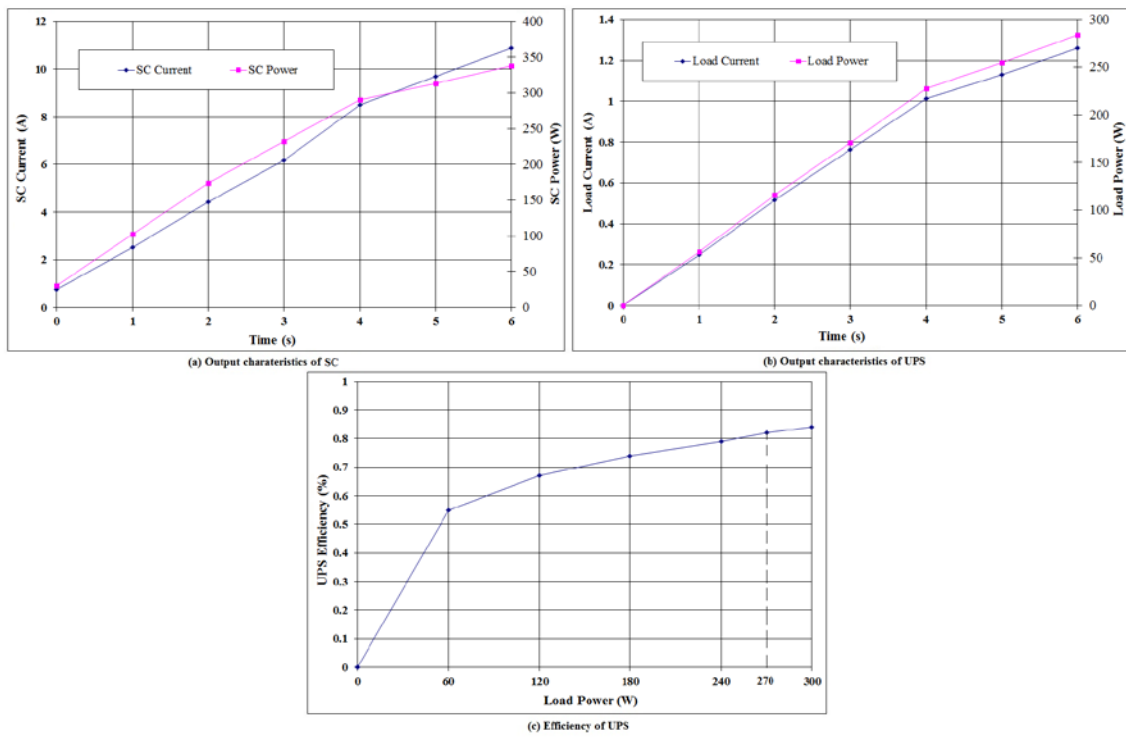 12
10
8
6
4
2
0
SC Current (A)
SC Current
SC Power
400
350
300
250
200
150
100
50
0
SC Power (W)
0 1 2 3 4 5 6
Time (s)
(a) Output charateristics of SC
1.4
1.2
1
0.8
0.6
0.4
0.2
0
Load Current (A)
Load Current
Load Power
300
250
200
150
100
50
0
Load Power (W)
0 1 2 3 4 5 6
Time (s)
(b) Output characteristics of UPS
1
0.9
0.8
0.7
0.6
0.5
0.4
0.3
0.2
0.1
0
UPS Efficiency (%)
0 60 120 180 240 270 300
Load Power (W)
(c) Efficiency of UPS